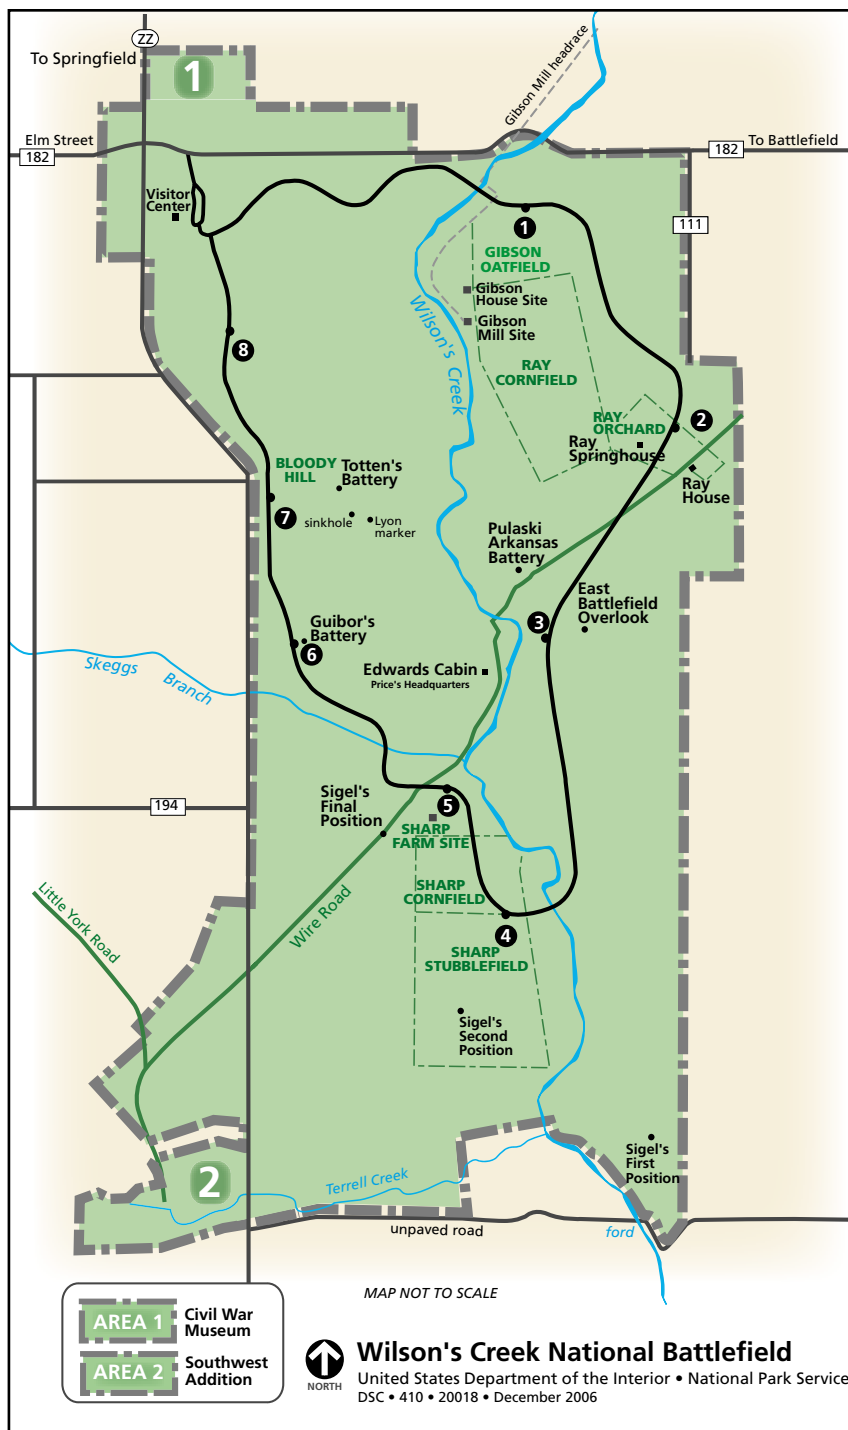 ZZ
To Springfield
1
Gibson Mill headrace
Elm Street
182
182
To Battlefield
Visitor
Center
111
1
GIBSON
OATFIELD
Gibson
House Site
Gibson
Mill Site
Wilson's Creek
8
RAY
CORNFIELD
RAY
ORCHARD
2
Ray
Springhouse
Ray
House
BLOODY
HILL
Totten's
Battery
7
sinkhole
Lyon
marker
Pulaski
Arkansas
Battery
East
Battlefield
Overlook
3
Guibor's
Battery
6
Skeggs Branch
Edwards Cabin
Price's Headquarters
194
Sigel's
Final
Position
5
SHARP
FARM SITE
SHARP
CORNFIELD
Little York Road
Wire Road
4
SHARP
STUBBLEFIELD
Sigel's
Second
Position
Sigel's
First
Position
2
Terrell Creek
unpaved road
ford
MAP NOT TO SCALE
AREA 1
Civil War
Museum
AREA 2
Southwest
Addition
NORTH
Wilson's Creek National Battlefield
United States Department of the Interior • National Park Service
DSC • 410 • 20018 • December 2006